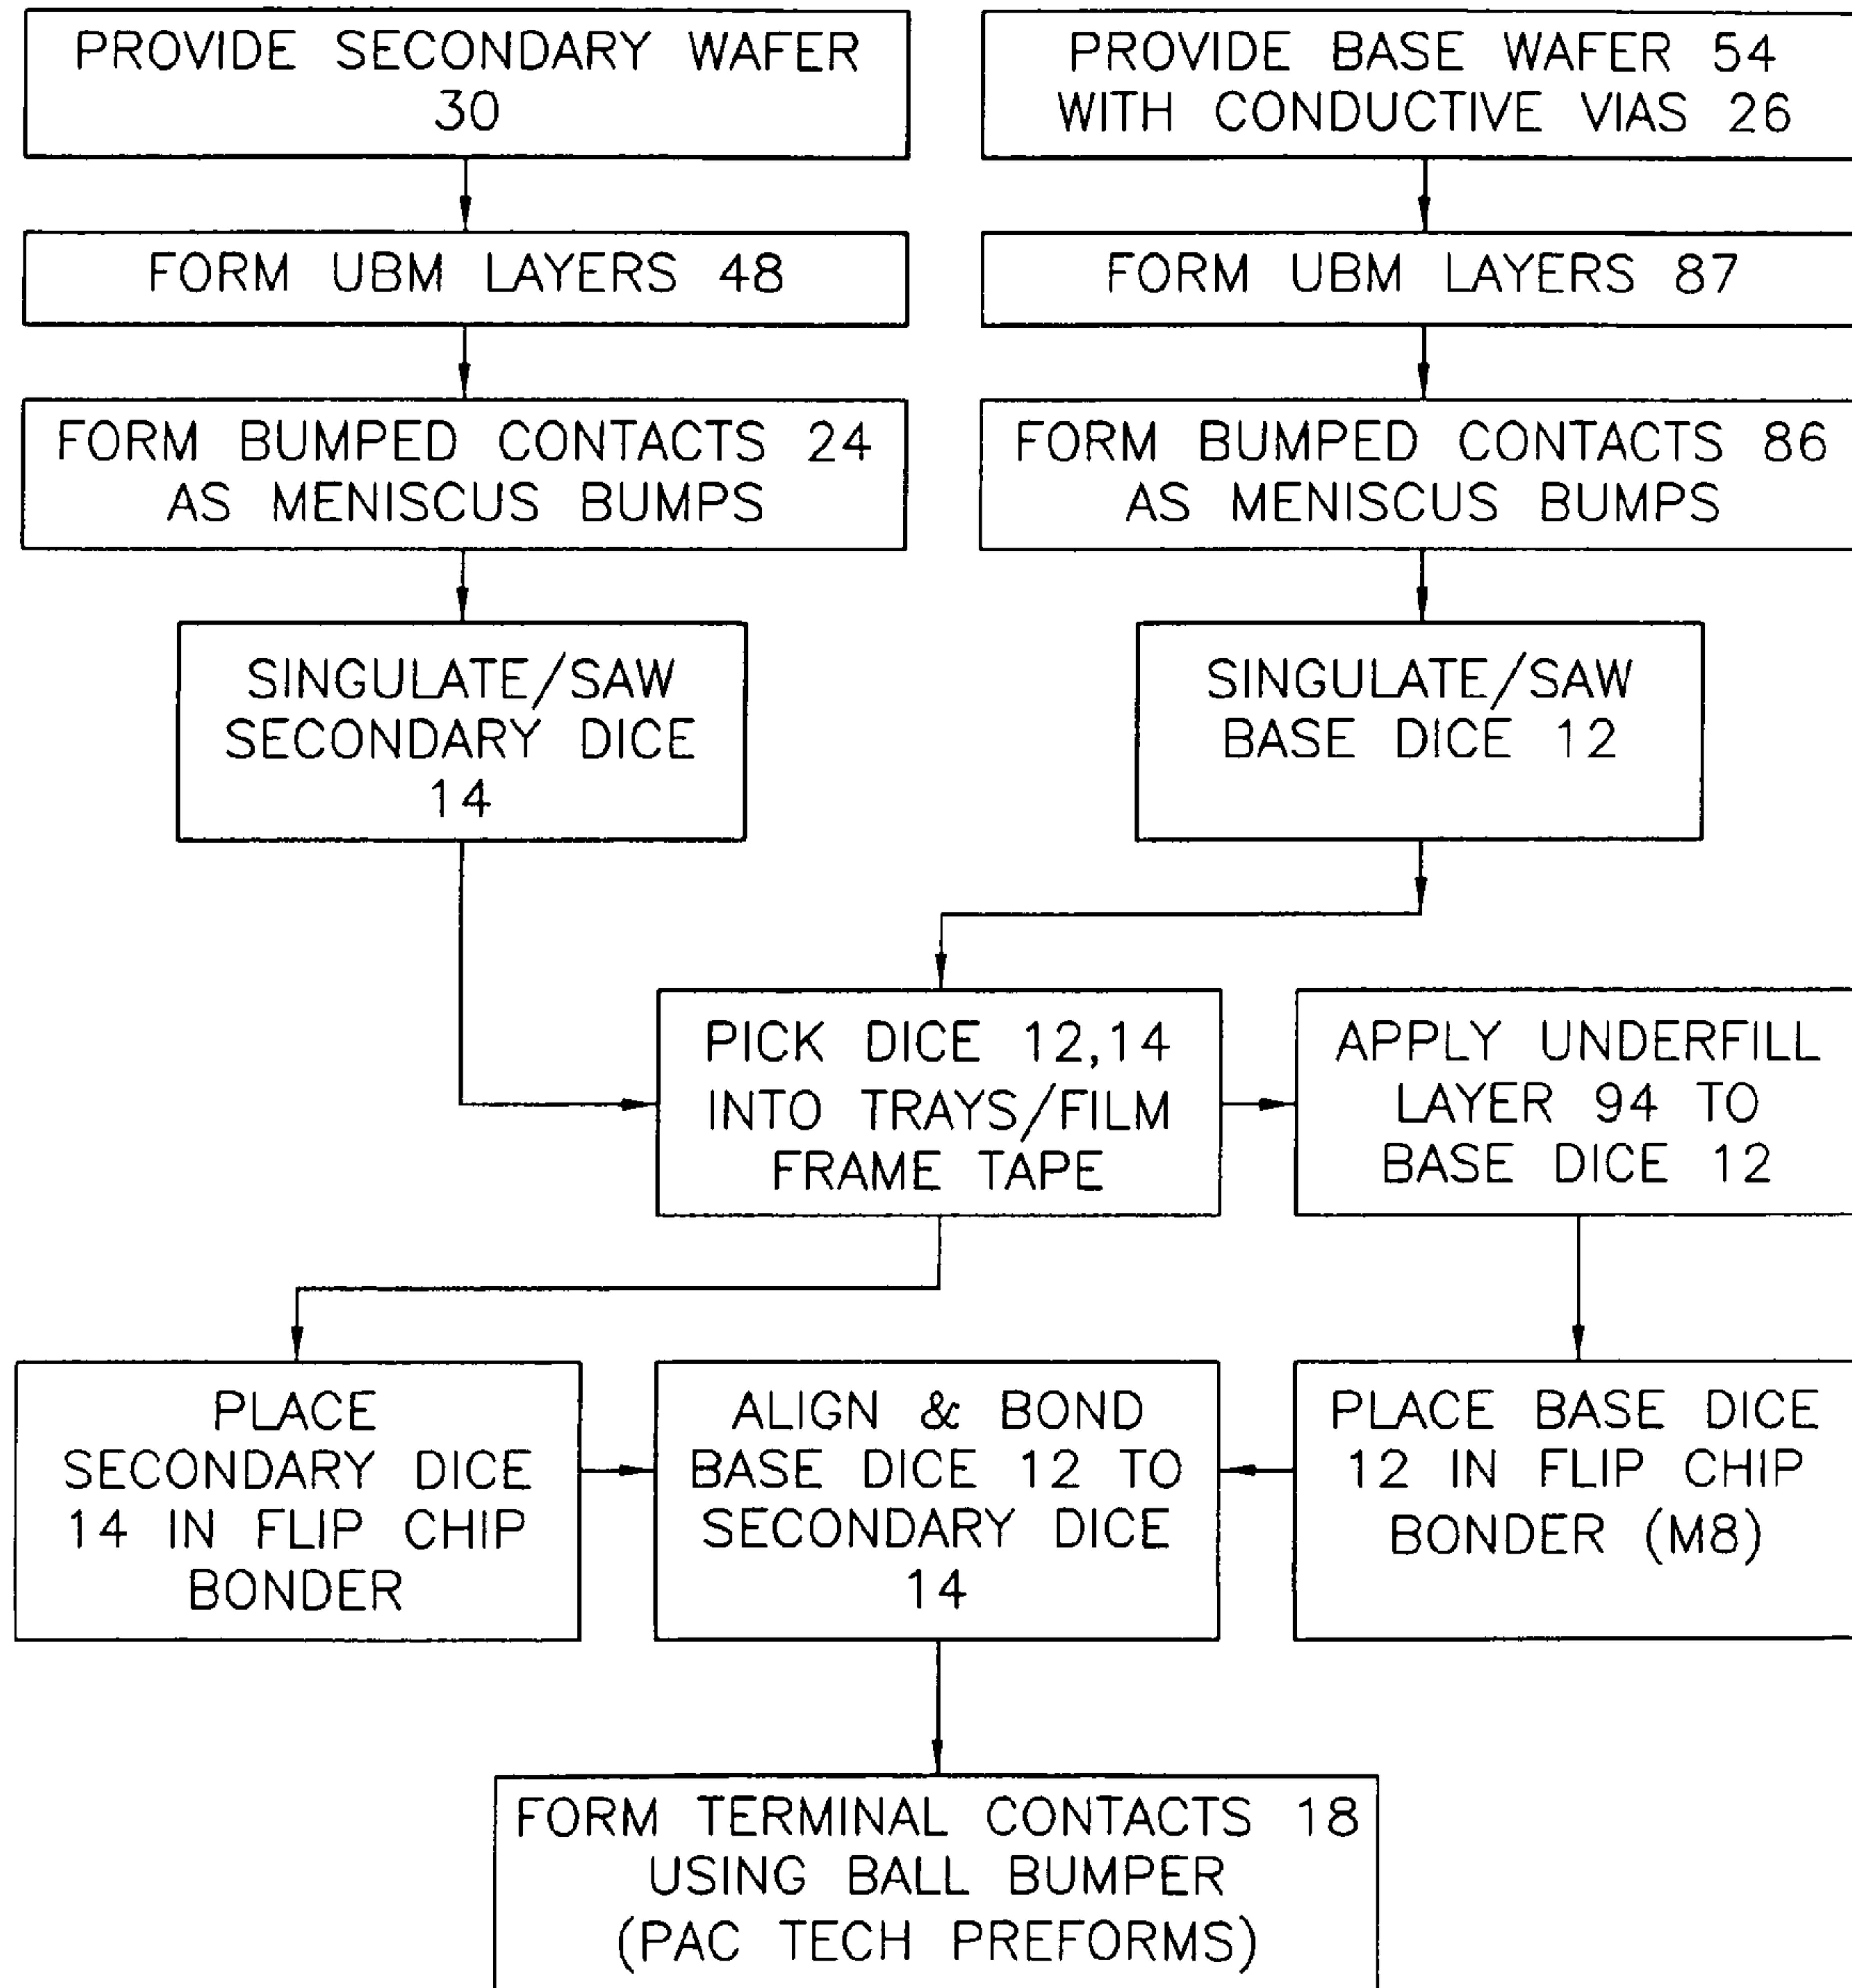 PROVIDE SECONDARY WAFER
30
PROVIDE BASE WAFER 54
WITH CONDUCTIVE VIAS 26
FORM UBM LAYERS 48
FORM UBM LAYERS 87
FORM BUMPED CONTACTS 24
AS MENISCUS BUMPS
FORM BUMPED CONTACTS 86
AS MENISCUS BUMPS
SINGULATE/SAW
SECONDARY DICE
14
SINGULATE/SAW
BASE DICE 12
PICK DICE 12,14
INTO TRAYS/FILM
FRAME TAPE
APPLY UNDERFILL
LAYER 94 TO
BASE DICE 12
PLACE
SECONDARY DICE
14 IN FLIP CHIP
BONDER
ALIGN & BOND
BASE DICE 12 TO
SECONDARY DICE
14
PLACE BASE DICE
12 IN FLIP CHIP
BONDER (M8)
FORM TERMINAL CONTACTS 18
USING BALL BUMPER
(PAC TECH PREFORMS)